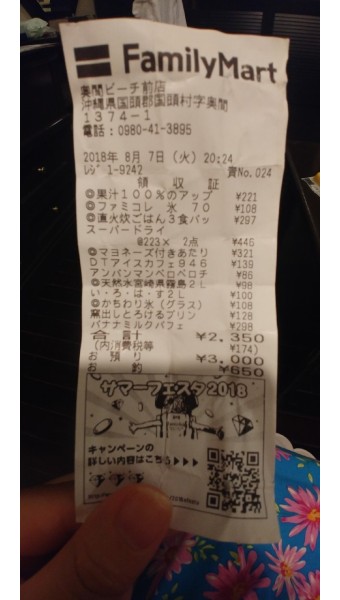 FamilyMart
奥間ビーチ前店
沖縄県国頭郡国頭村字奥間
1374-1
電話:0980-41-3895
2018年 8月 7日(火)20:24
レジ 1-9242 責No.024
領 収 証
◎果汁100%のアップ ¥221
◎ファミコレ 氷 70 ¥108
◎直火炊ごはん3食パッ ¥297
スーパードライ
@223× 2点 ¥446
◎マヨネーズ付きあたり ¥321
DTアイスカフェ946 ¥139
アンパンマンペロペロチ ¥86
◎天然水宮崎県霧島2L ¥98
い・ろ・は・す2L ¥100
◎かちわり氷(グラス) ¥108
窯出しとろけるプリン ¥128
バナナミルクパフェ ¥298
合 計 ¥2,350
(内消費税等 ¥174)
お 預 り ¥3,000
お 釣 ¥650
サマーフェスタ2018
キャンペーンの
詳しい内容はこちら▶▶▶